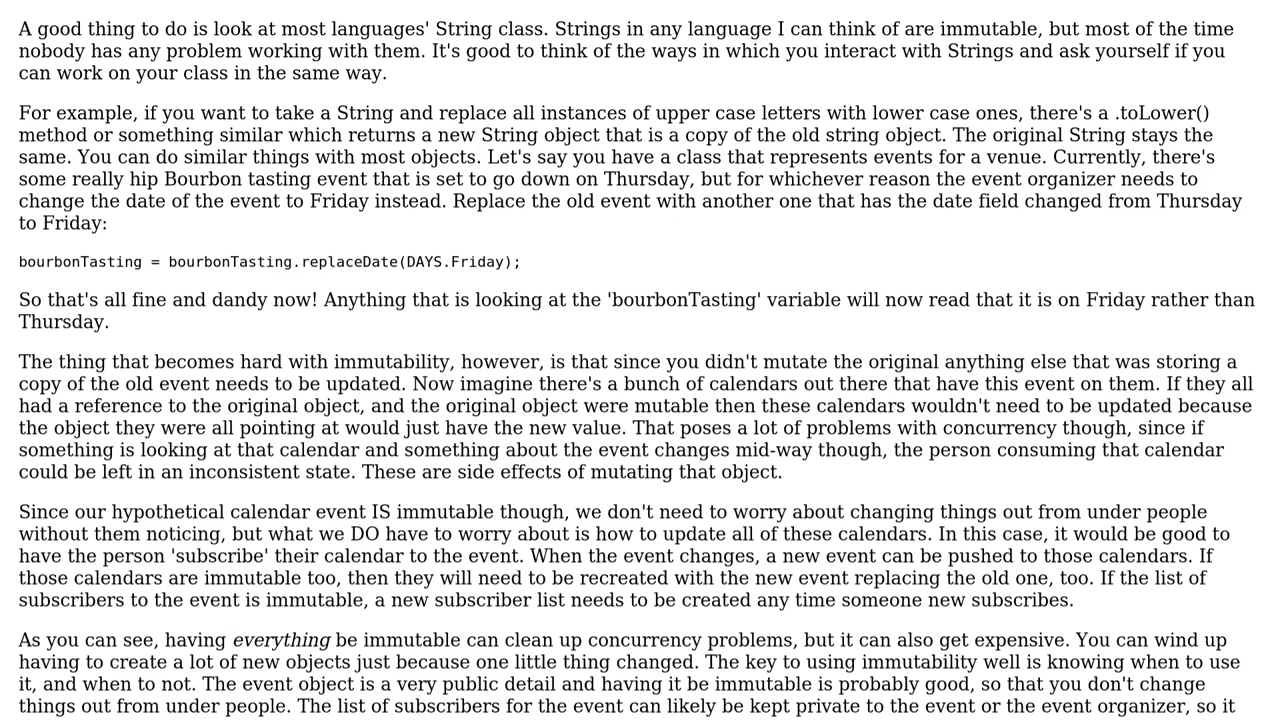 A good thing to do is look at most languages' String class. Strings in any language I can think of are immutable, but most of the time
nobody has any problem working with them. It's good to think of the ways in which you interact with Strings and ask yourself if you
can work on your class in the same way.
For example, if you want to take a String and replace all instances of upper case letters with lower case ones, there's a .toLower()
method or something similar which returns a new String object that is a copy of the old string object. The original String stays the
same. You can do similar things with most objects. Let's say you have a class that represents events for a venue. Currently, there's
some really hip Bourbon tasting event that is set to go down on Thursday, but for whichever reason the event organizer needs to
change the date of the event to Friday instead. Replace the old event with another one that has the date field changed from Thursday
to Friday:
bourbonTasting = bourbonTasting.replaceDate(DAYS.Friday);
So that's all fine and dandy now! Anything that is looking at the 'bourbonTasting' variable will now read that it is on Friday rather than
Thursday.
The thing that becomes hard with immutability, however, is that since you didn't mutate the original anything else that was storing a
copy of the old event needs to be updated. Now imagine there's a bunch of calendars out there that have this event on them. If they all
had a reference to the original object, and the original object were mutable then these calendars wouldn't need to be updated because
the object they were all pointing at would just have the new value. That poses a lot of problems with concurrency though, since if
something is looking at that calendar and something about the event changes mid-way though, the person consuming that calendar
could be left in an inconsistent state. These are side effects of mutating that object.
Since our hypothetical calendar event IS immutable though, we don't need to worry about changing things out from under people
without them noticing, but what we DO have to worry about is how to update all of these calendars. In this case, it would be good to
have the person 'subscribe' their calendar to the event. When the event changes, a new event can be pushed to those calendars. If
those calendars are immutable too, then they will need to be recreated with the new event replacing the old one, too. If the list of
subscribers to the event is immutable, a new subscriber list needs to be created any time someone new subscribes.
As you can see, having everything be immutable can clean up concurrency problems, but it can also get expensive. You can wind up
having to create a lot of new objects just because one little thing changed. The key to using immutability well is knowing when to use
it, and when to not. The event object is a very public detail and having it be immutable is probably good, so that you don't change
things out from under people. The list of subscribers for the event can likely be kept private to the event or the event organizer, so it